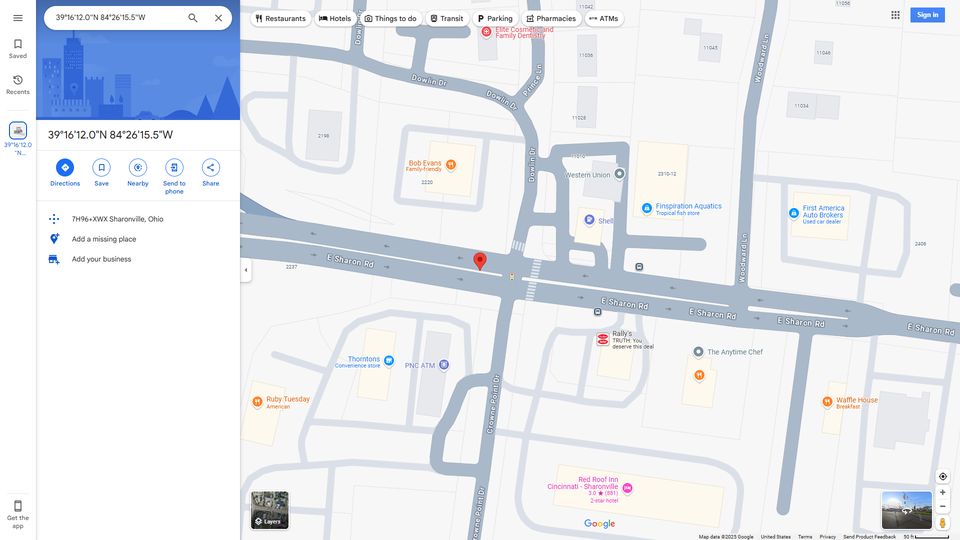 39°16'12.0"N 84°26'15.5"W
Restaurants
Hotels
Things to do
Transit
Parking
Pharmacies
ATMs
Sign in
Saved
Recents
39°16'12.0
"N...
39°16'12.0"N 84°26'15.5"W
Directions
Save
Nearby
Send to
phone
Share
7H96+XWX Sharonville, Ohio
Add a missing place
Add your business
Get the
app
Elite Cosmetic and
Family Dentistry
11042
11036
11028
11045
11046
11056
11034
Dowlin Dr
Dowlin Dr
Dowlin Dr
Dowlin Dr
Prince Ln
Woodward Ln
Woodward Ln
2198
Bob Evans
Family-friendly
2220
11010
Western Union
2310-12
Shell
Finspiration Aquatics
Tropical fish store
First America
Auto Brokers
Used car dealer
2406
2237
E Sharon Rd
E Sharon Rd
E Sharon Rd
E Sharon Rd
E Sharon Rd
Rally's
TRUTH: You
deserve this deal
The Anytime Chef
Thorntons
Convenience store
PNC ATM
Ruby Tuesday
American
Waffle House
Breakfast
Crowne Point Dr
Crowne Point Dr
Red Roof Inn
Cincinnati - Sharonville
3.0 ★ (881)
2-star hotel
Layers
Google
Map data ©2025 Google
United States
Terms
Privacy
Send Product Feedback
50 ft